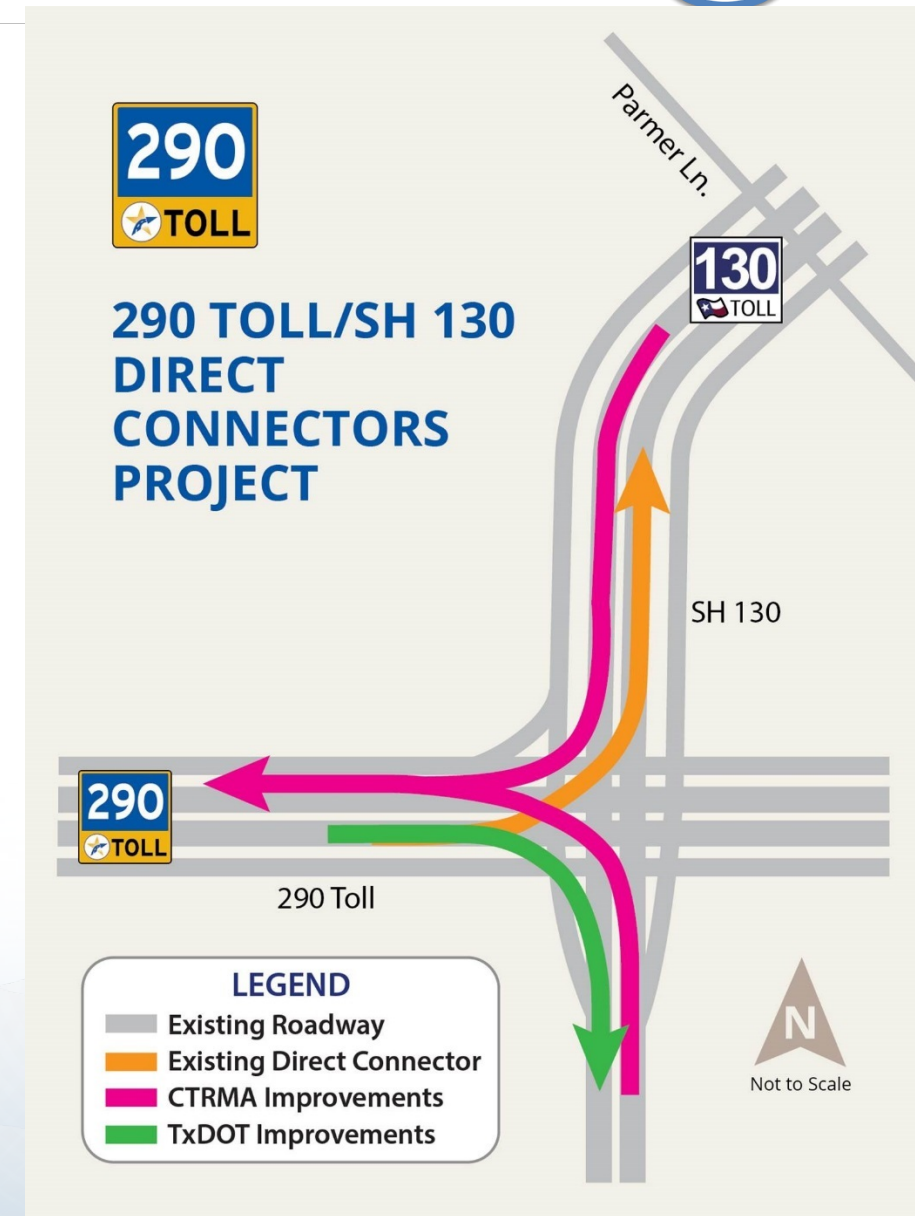 290
TOLL
290 TOLL/SH 130
DIRECT
CONNECTORS
PROJECT
Parmer Ln.
130
TOLL
SH 130
290
TOLL
290 Toll
LEGEND
Existing Roadway
Existing Direct Connector
CTRMA Improvements
TxDOT Improvements
N
Not to Scale